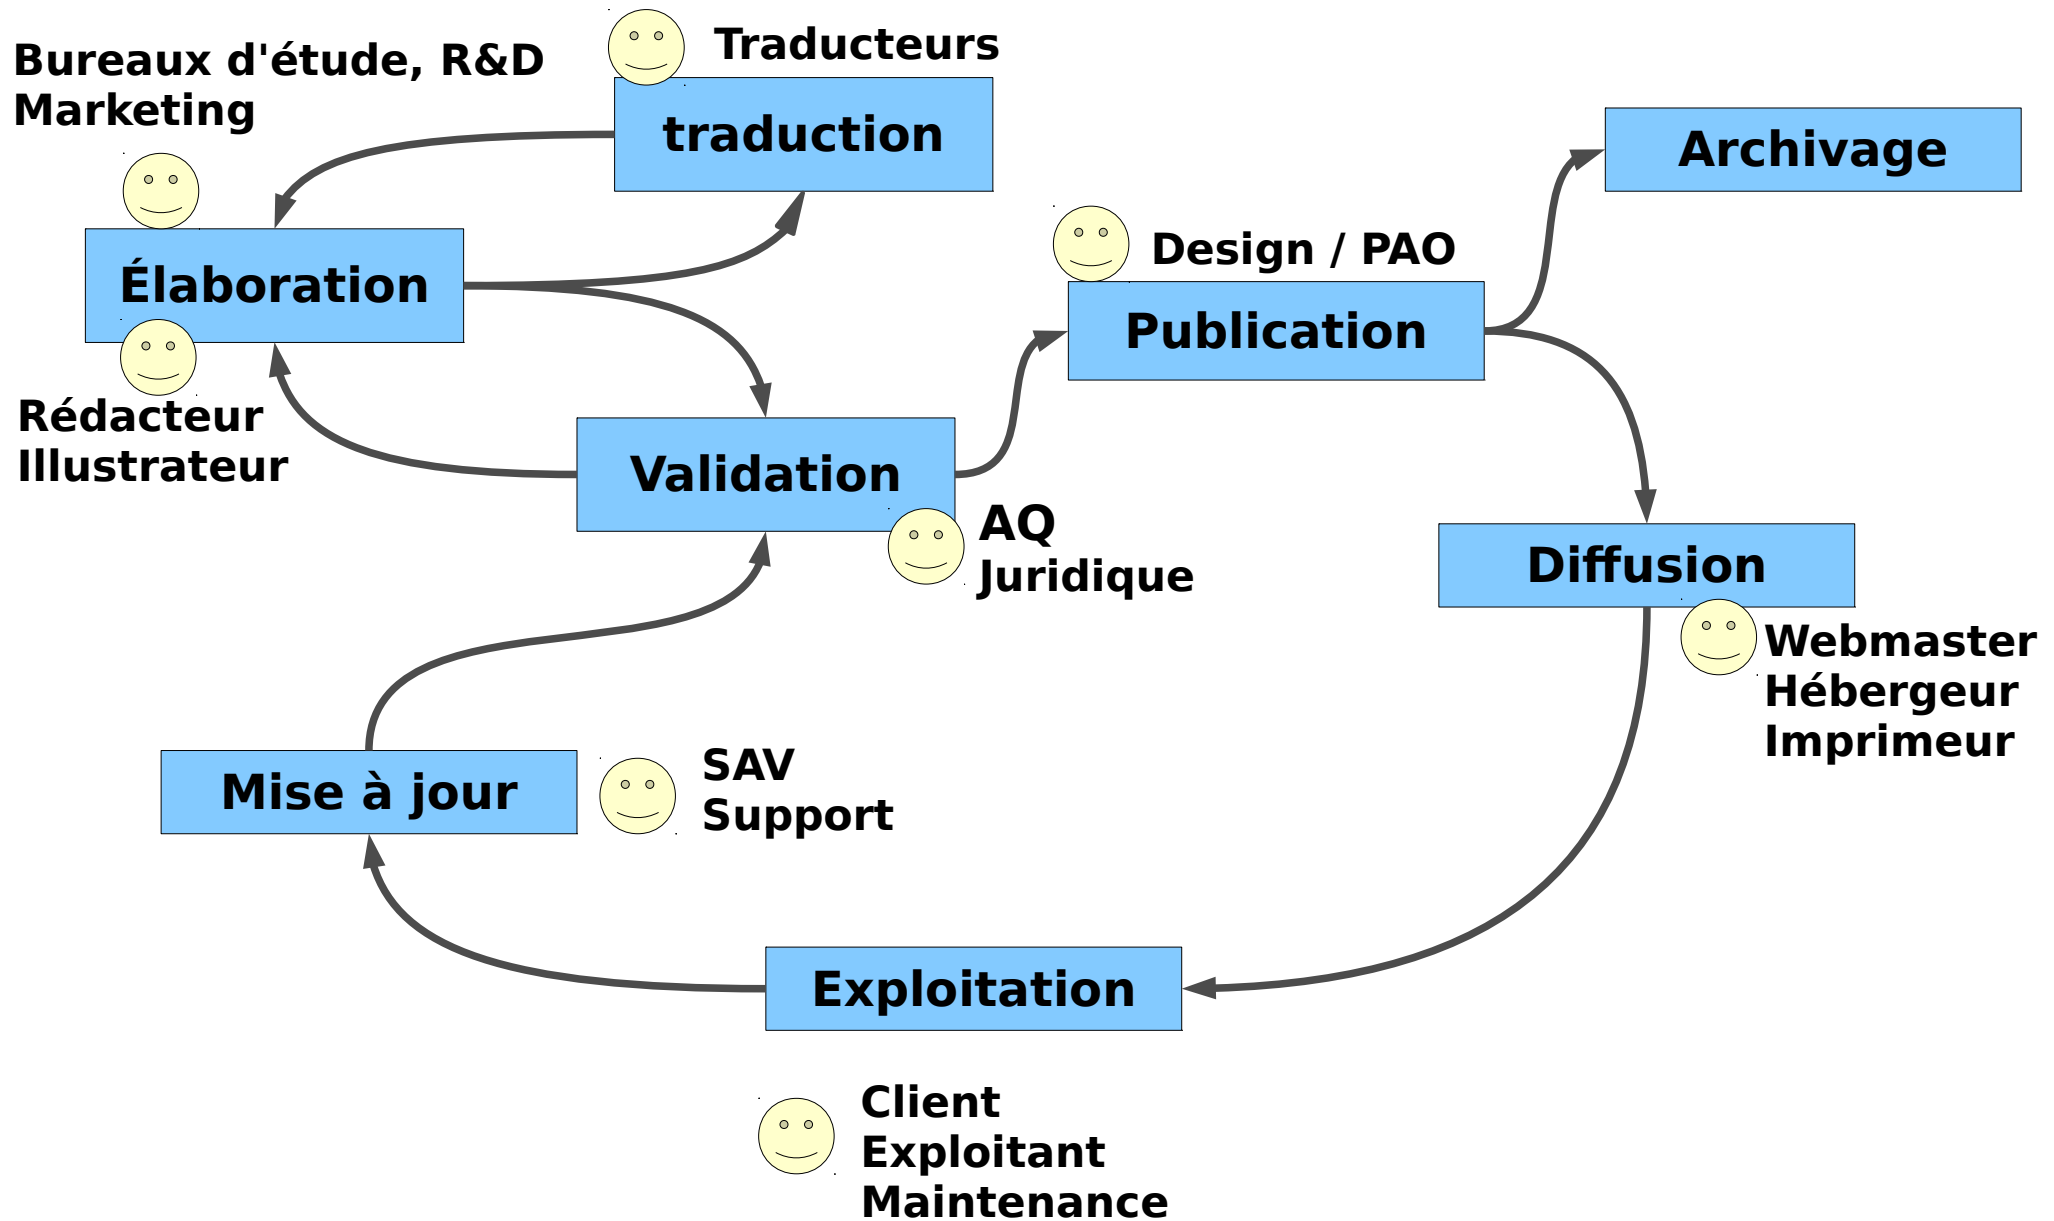 Bureaux d'étude, R&D
Marketing
Traducteurs
traduction
Archivage
Élaboration
Design / PAO
Publication
Rédacteur
Illustrateur
Validation
AQ
Juridique
Diffusion
Webmaster
Hébergeur
Imprimeur
Mise à jour
SAV
Support
Exploitation
Client
Exploitant
Maintenance